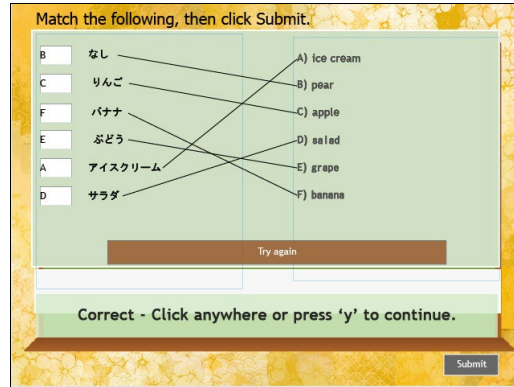 Match the following, then click Submit.
B なし A) ice cream
C りんご B) pear
F バナナ C) apple
E ぶどう D) salad
A アイスクリーム E) grape
D サラダ F) banana
Try again
Correct - Click anywhere or press ‘y’ to continue.
Submit